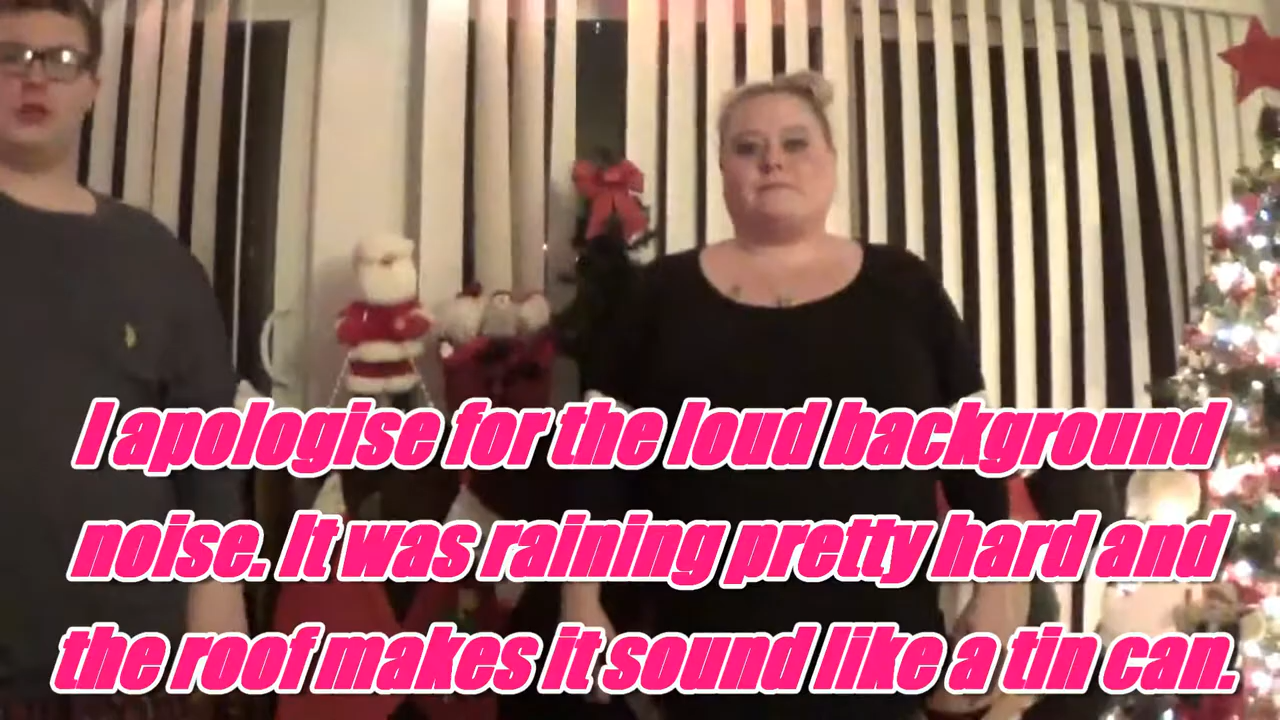 I apologise for the loud background
noise. It was raining pretty hard and
the roof makes it sound like a tin can.